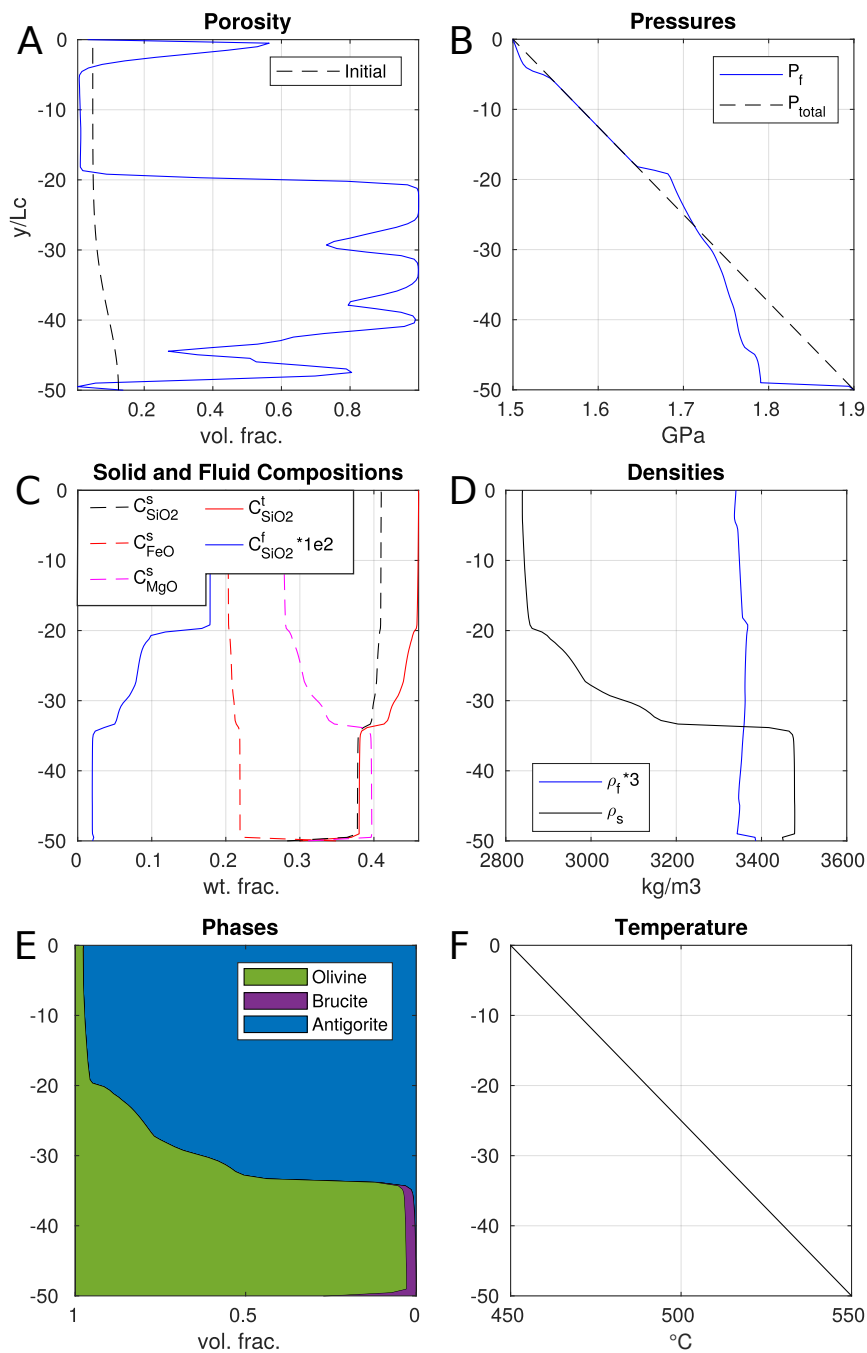 A
Porosity
0
-10
-20
-30
-40
-50
y/Lc
Initial
0.2
0.4
0.6
0.8
vol. frac.
B
Pressures
0
-10
-20
-30
-40
-50
P_f
P_total
1.5
1.6
1.7
1.8
1.9
GPa
C
Solid and Fluid Compositions
0
-10
-20
-30
-40
-50
C^s_SiO2
C^s_FeO
C^s_MgO
C^t_SiO2
C^f_SiO2 *1e2
0
0.1
0.2
0.3
0.4
wt. frac.
D
Densities
0
-10
-20
-30
-40
-50
ρ_f*3
ρ_s
2800
3000
3200
3400
3600
kg/m3
E
Phases
0
-10
-20
-30
-40
-50
Olivine
Brucite
Antigorite
1
0.5
0
vol. frac.
F
Temperature
0
-10
-20
-30
-40
-50
450
500
550
°C